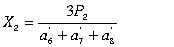 X₂ = 3P₂ / (a₆′ + a₇′ + a₈′)